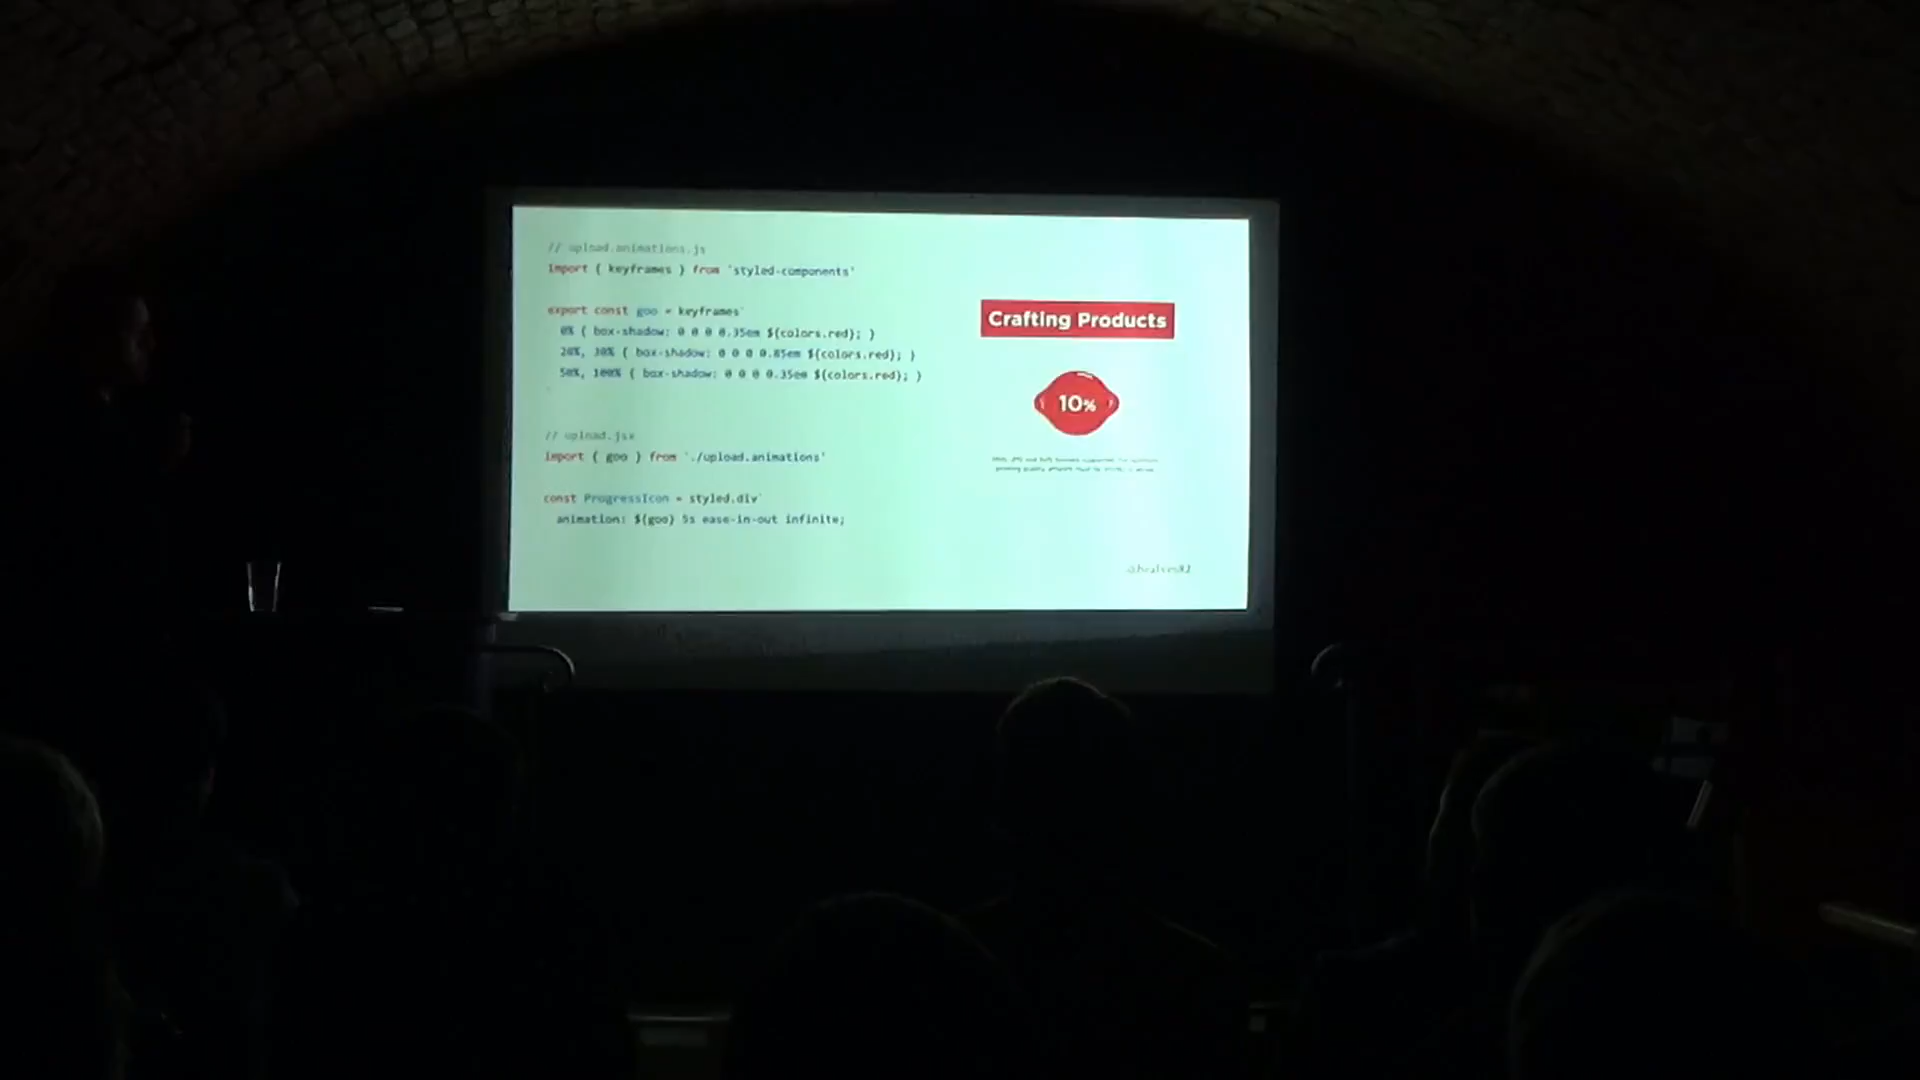 // upload.animations.js
import { keyframes } from 'styled-components'
export const goo = keyframes`
0% { box-shadow: 0 0 0 0.35em ${colors.red}; }
20%, 30% { box-shadow: 0 0 0 0.85em ${colors.red}; }
50%, 100% { box-shadow: 0 0 0 0.35em ${colors.red}; }
`
// upload.jsx
import { goo } from './upload.animations'
const ProgressIcon = styled.div`
animation: ${goo} 5s ease-in-out infinite;
Crafting Products
10%